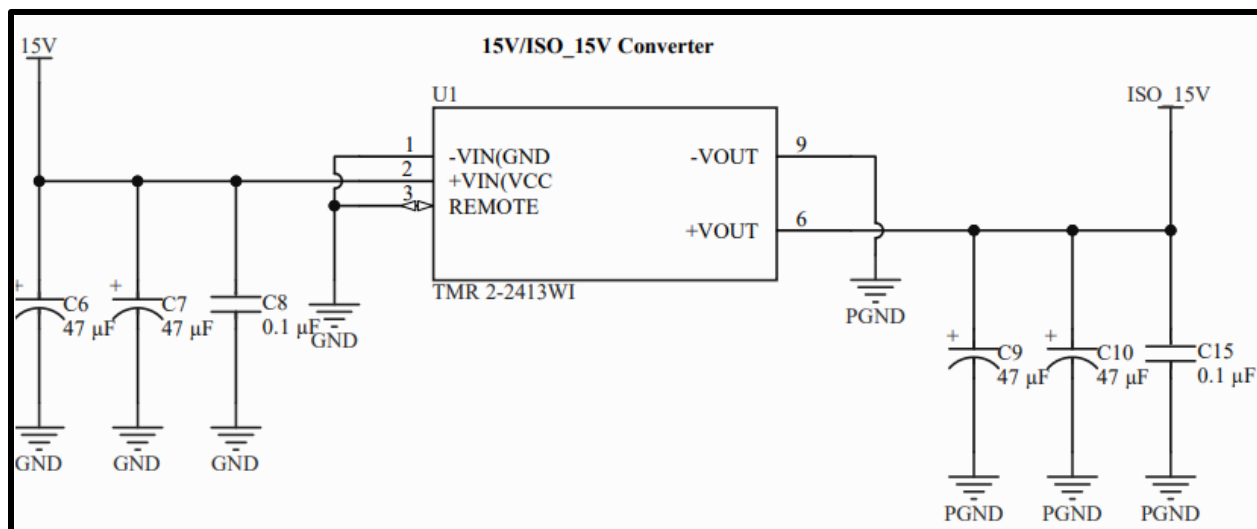 15V/ISO_15V Converter
15V
ISO_15V
U1
1
-VIN(GND
-VOUT
9
2
+VIN(VCC
3
REMOTE
+VOUT
6
TMR 2-2413WI
+
C6
47 µF
+
C7
47 µF
C8
0.1 µF
GND
PGND
+
C9
47 µF
+
C10
47 µF
C15
0.1 µF
GND
GND
GND
PGND
PGND
PGND